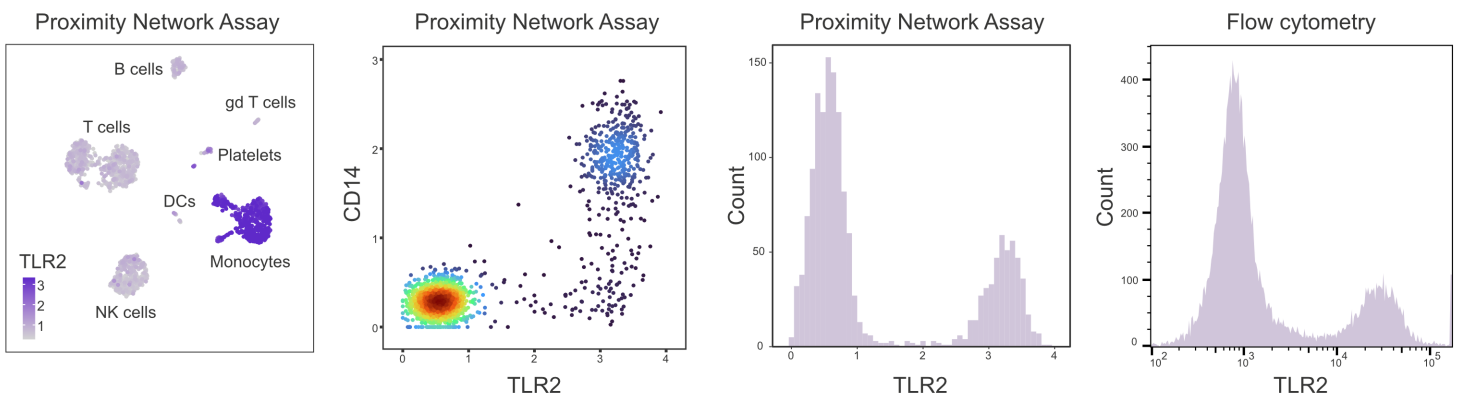 Proximity Network Assay
B cells
gd T cells
T cells
Platelets
DCs
Monocytes
NK cells
TLR2
3
2
1
Proximity Network Assay
CD14
3
2
1
0
0 1 2 3 4
TLR2
Proximity Network Assay
Count
150
100
50
0
0 1 2 3 4
TLR2
Flow cytometry
Count
400
300
200
100
0
10² 10³ 10⁴ 10⁵
TLR2